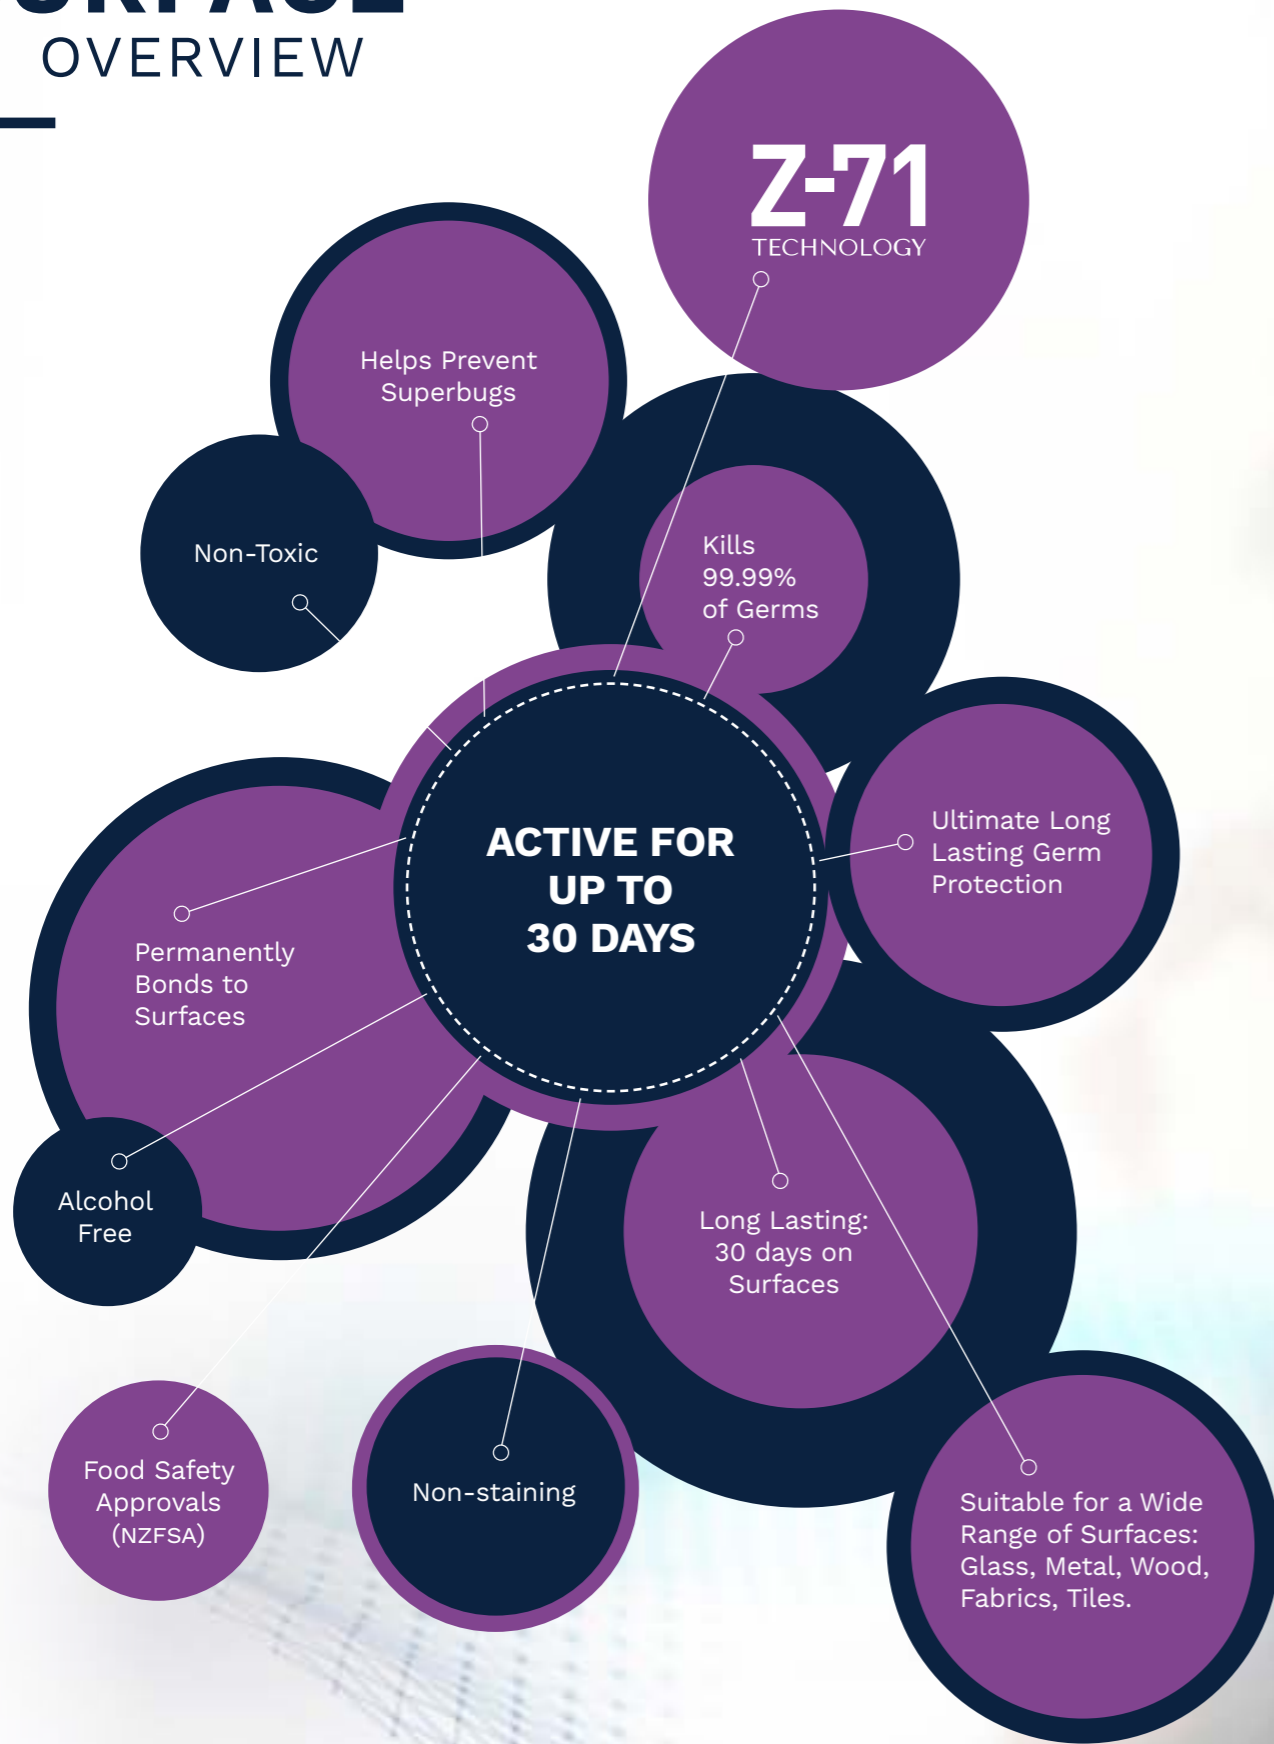 OVERVIEW
Z-71
TECHNOLOGY
Helps Prevent
Superbugs
Non-Toxic
Kills
99.99%
of Germs
ACTIVE FOR
UP TO
30 DAYS
Ultimate Long
Lasting Germ
Protection
Permanently
Bonds to
Surfaces
Alcohol
Free
Long Lasting:
30 days on
Surfaces
Food Safety
Approvals
(NZFSA)
Non-staining
Suitable for a Wide
Range of Surfaces:
Glass, Metal, Wood,
Fabrics, Tiles.